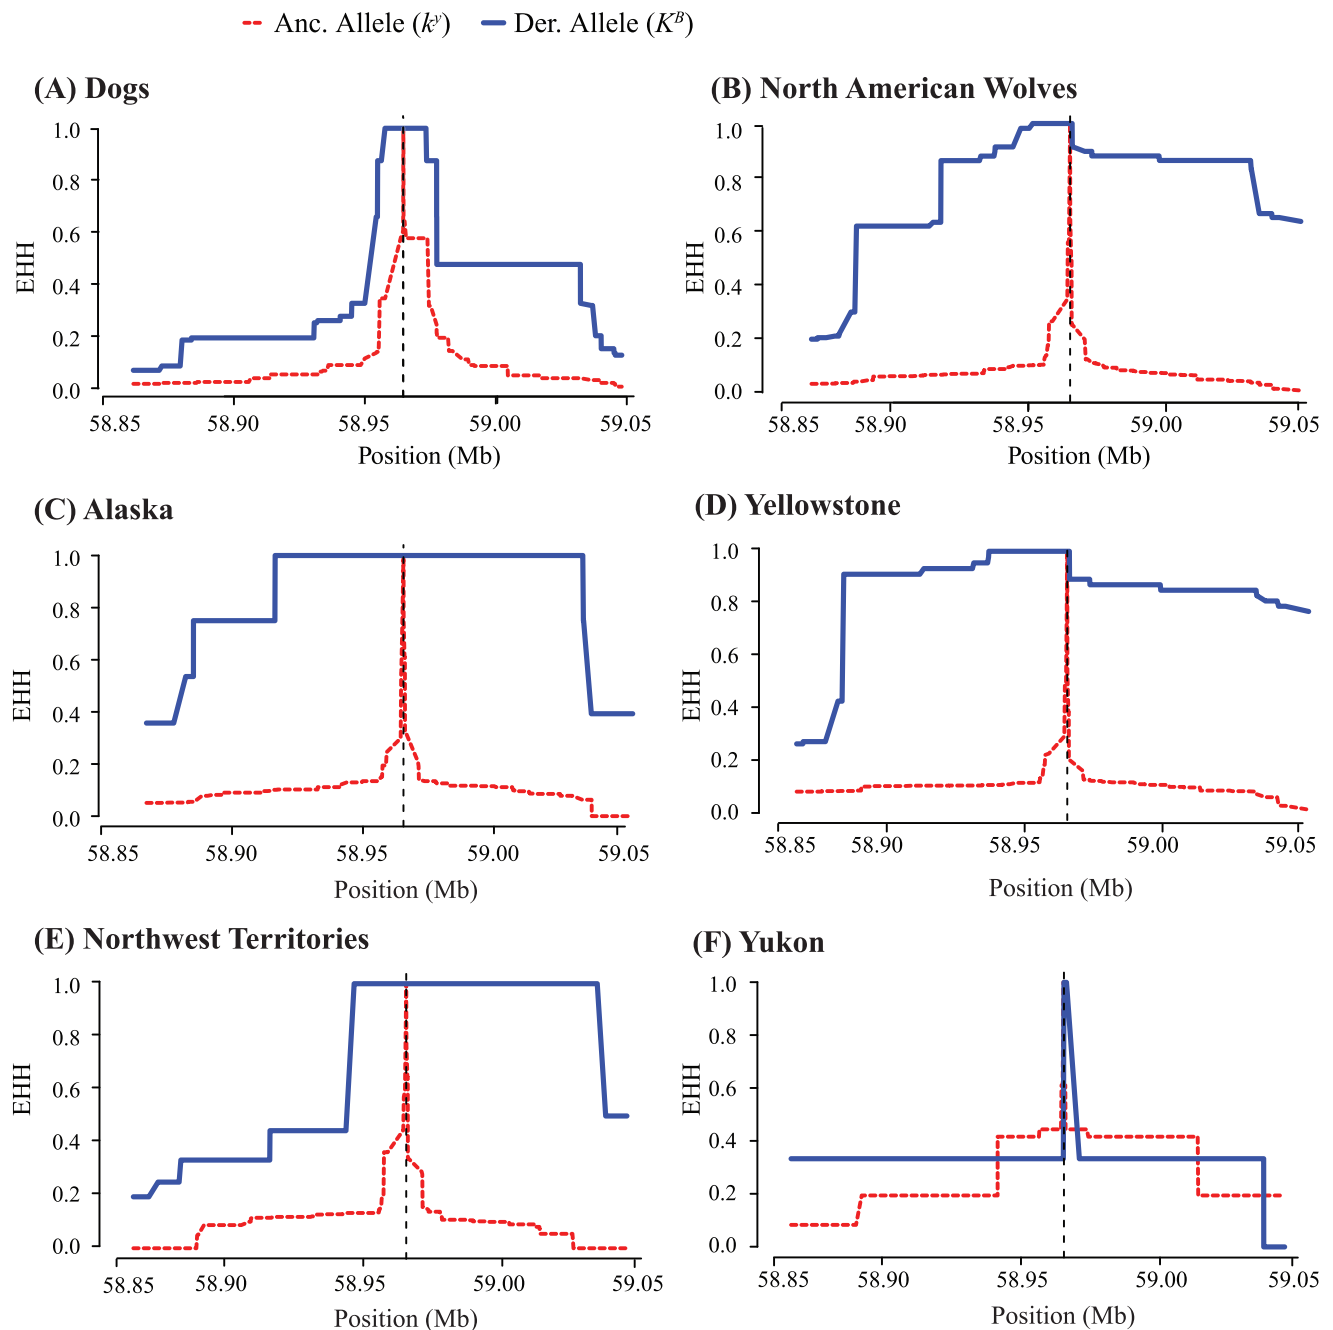 Anc. Allele (k^y) Der. Allele (K^B)
(A) Dogs
1.0
0.8
0.6
0.4
0.2
0.0
EHH
58.85 58.90 58.95 59.00 59.05
Position (Mb)
(B) North American Wolves
1.0
0.8
0.6
0.4
0.2
0.0
EHH
58.85 58.90 58.95 59.00 59.05
Position (Mb)
(C) Alaska
1.0
0.8
0.6
0.4
0.2
0.0
EHH
58.85 58.90 58.95 59.00 59.05
Position (Mb)
(D) Yellowstone
1.0
0.8
0.6
0.4
0.2
0.0
EHH
58.85 58.90 58.95 59.00 59.05
Position (Mb)
(E) Northwest Territories
1.0
0.8
0.6
0.4
0.2
0.0
EHH
58.85 58.90 58.95 59.00 59.05
Position (Mb)
(F) Yukon
1.0
0.8
0.6
0.4
0.2
0.0
EHH
58.85 58.90 58.95 59.00 59.05
Position (Mb)